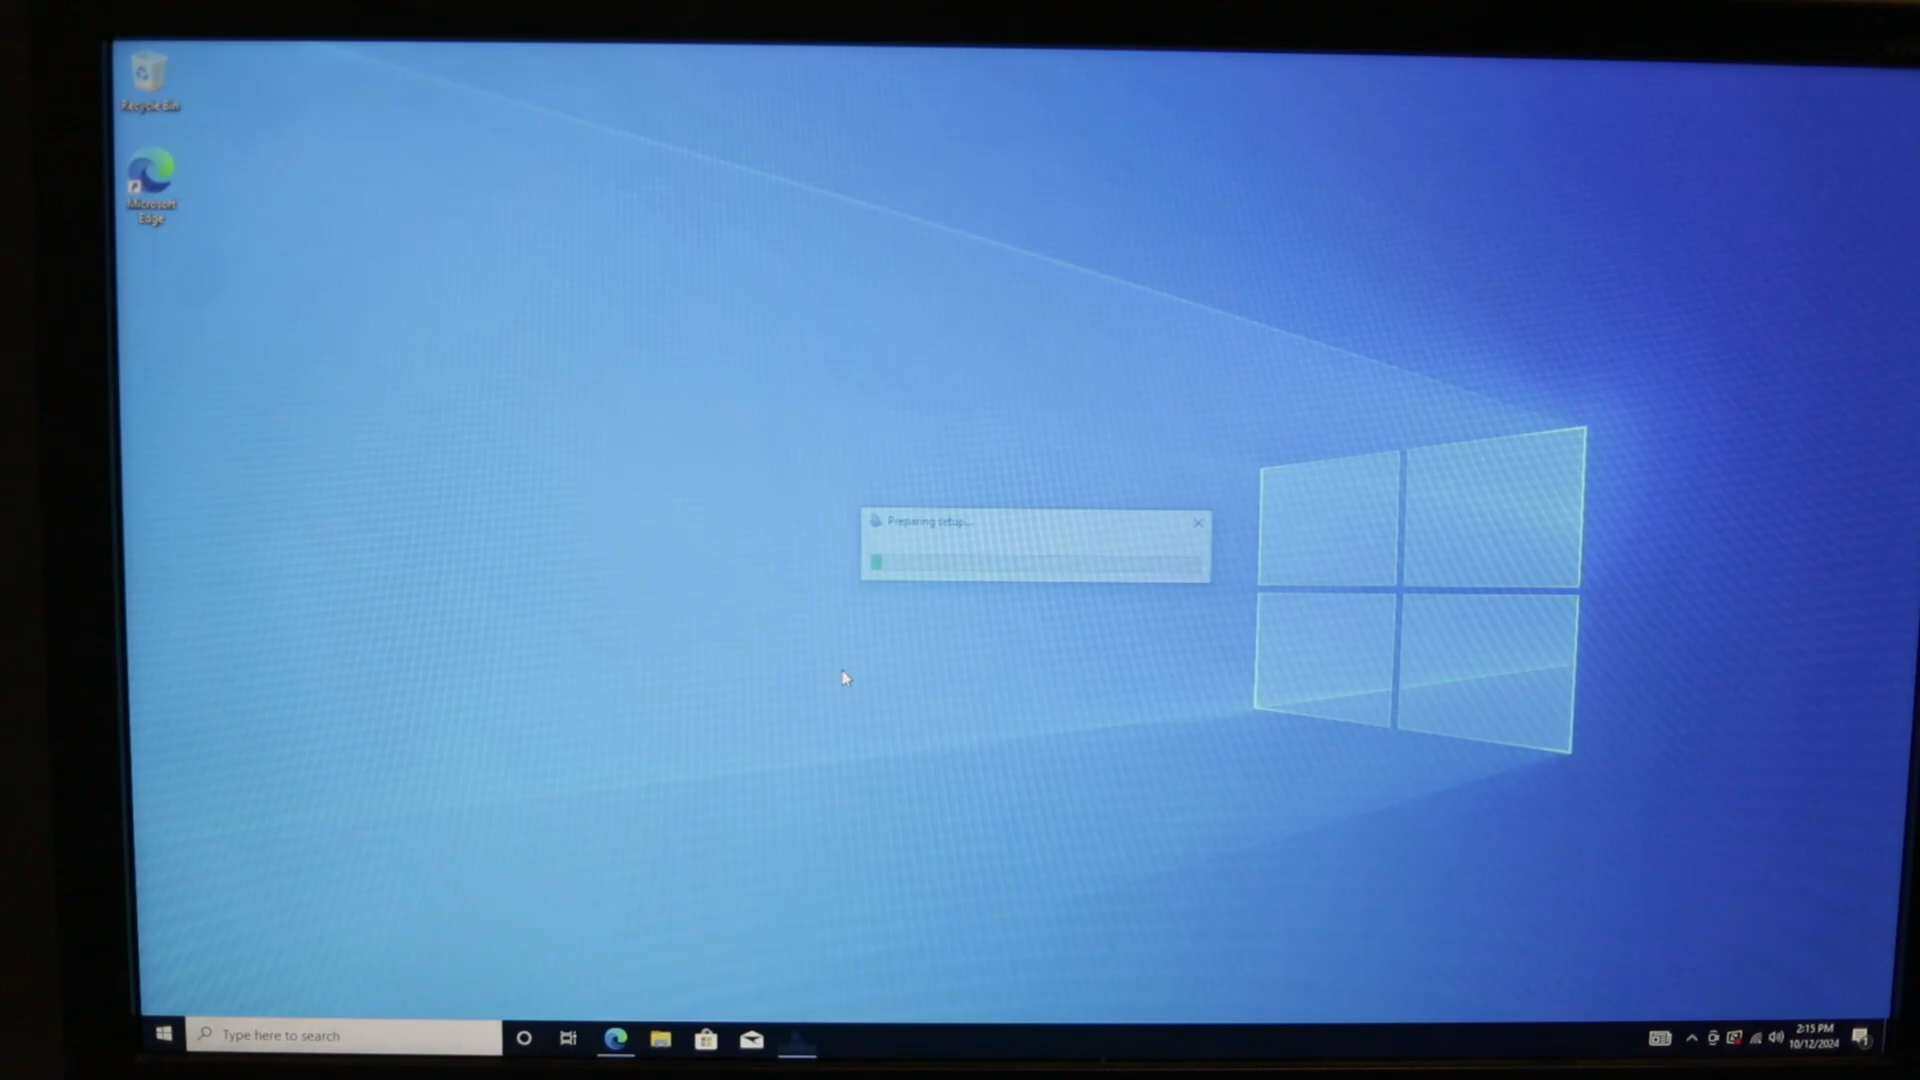 Recycle Bin
Microsoft
Edge
Preparing setup...
Type here to search
2:15 PM
10/12/2024